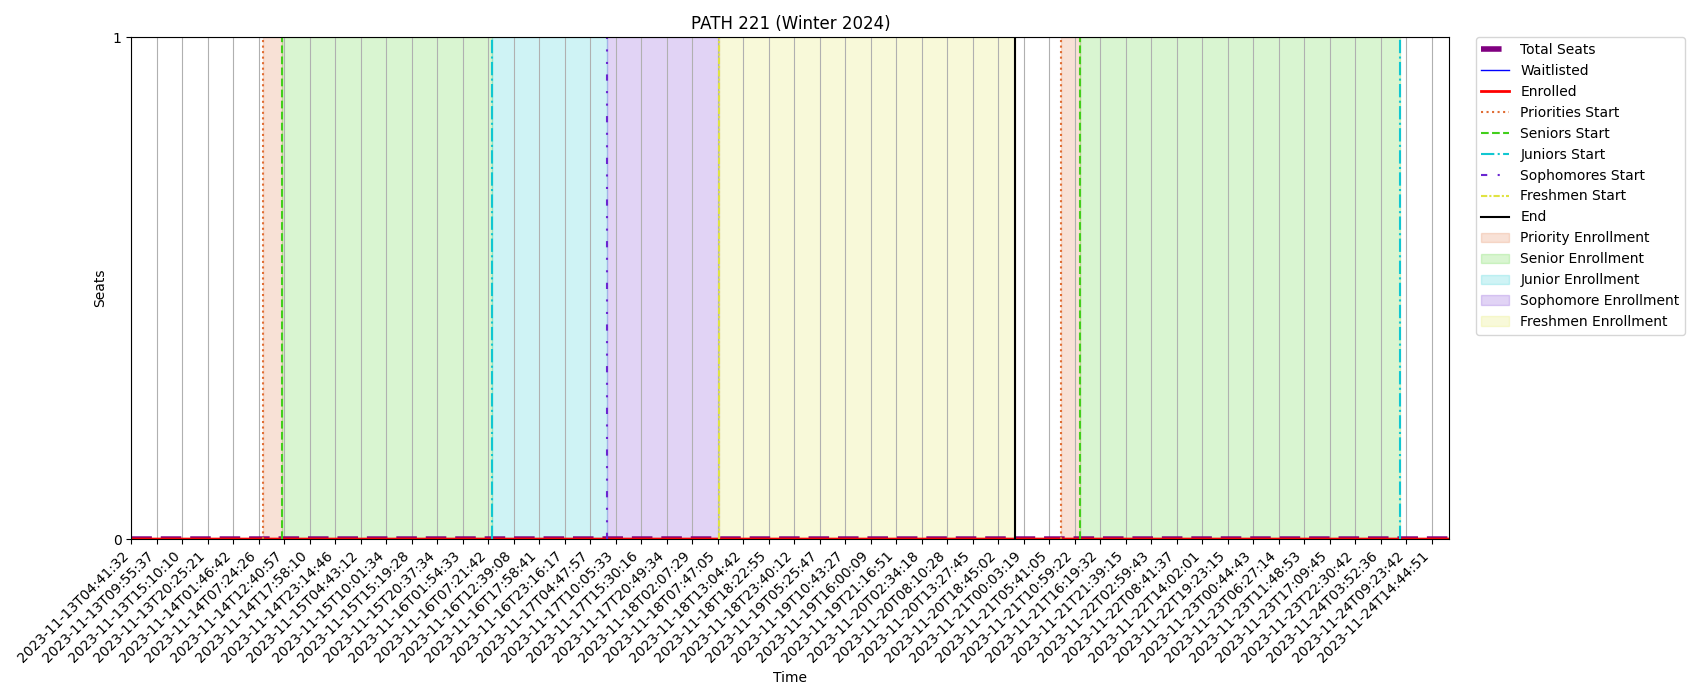 PATH 221 (Winter 2024)
1
0
Seats
2023-11-13T04:41:32
2023-11-13T09:55:37
2023-11-13T15:10:10
2023-11-13T20:25:21
2023-11-14T01:46:42
2023-11-14T07:24:26
2023-11-14T12:40:57
2023-11-14T17:58:10
2023-11-14T23:14:46
2023-11-15T04:43:12
2023-11-15T10:01:34
2023-11-15T15:19:28
2023-11-15T20:37:34
2023-11-16T01:54:33
2023-11-16T07:21:42
2023-11-16T12:39:08
2023-11-16T17:58:41
2023-11-16T23:16:17
2023-11-17T04:47:57
2023-11-17T10:05:33
2023-11-17T15:30:16
2023-11-17T20:49:34
2023-11-18T02:07:29
2023-11-18T07:47:05
2023-11-18T13:04:42
2023-11-18T18:22:55
2023-11-18T23:40:12
2023-11-19T05:25:47
2023-11-19T10:43:27
2023-11-19T16:00:09
2023-11-19T21:16:51
2023-11-20T02:34:18
2023-11-20T08:10:28
2023-11-20T13:27:45
2023-11-20T18:45:02
2023-11-21T00:03:19
2023-11-21T05:41:05
2023-11-21T10:59:22
2023-11-21T16:19:32
2023-11-21T21:39:15
2023-11-22T02:59:43
2023-11-22T08:41:37
2023-11-22T14:02:01
2023-11-22T19:23:15
2023-11-23T00:44:43
2023-11-23T06:27:14
2023-11-23T11:48:53
2023-11-23T17:09:45
2023-11-23T22:30:42
2023-11-24T03:52:36
2023-11-24T09:23:42
2023-11-24T14:44:51
Time
Total Seats
Waitlisted
Enrolled
Priorities Start
Seniors Start
Juniors Start
Sophomores Start
Freshmen Start
End
Priority Enrollment
Senior Enrollment
Junior Enrollment
Sophomore Enrollment
Freshmen Enrollment